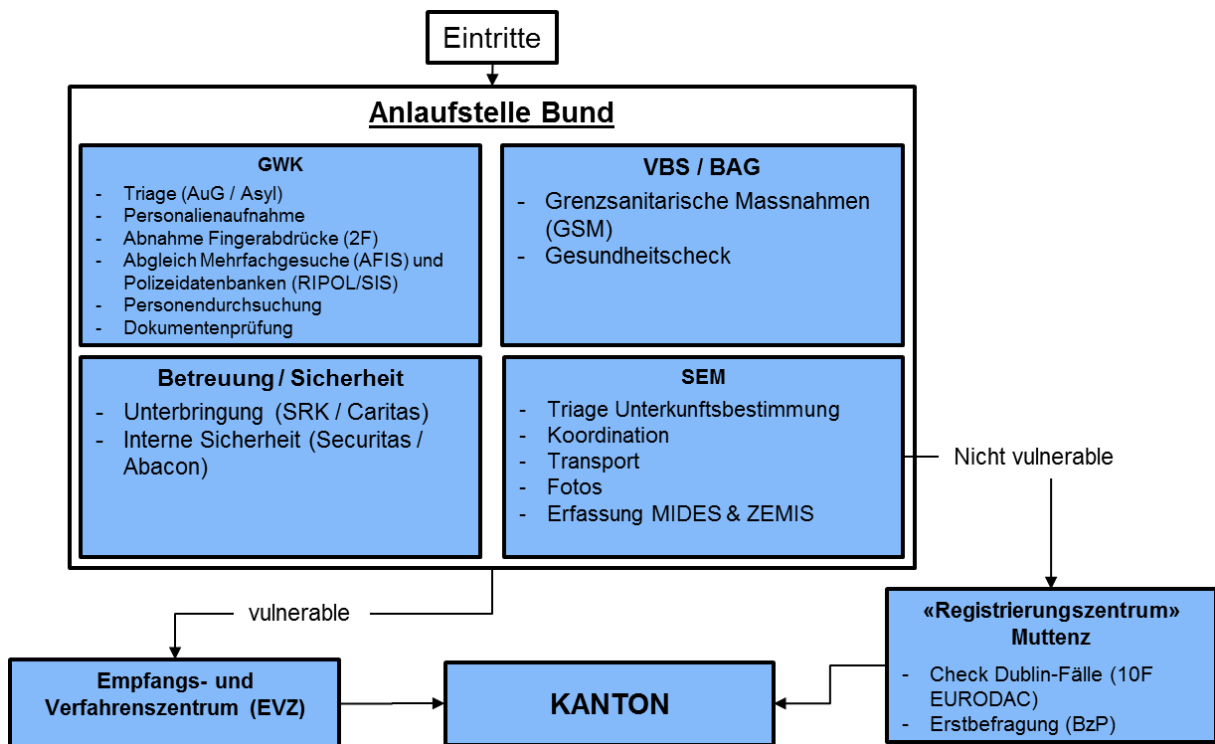 Eintritte
Anlaufstelle Bund
GWK
- Triage (AuG / Asyl)
- Personalienaufnahme
- Abnahme Fingerabdrücke (2F)
- Abgleich Mehrfachgesuche (AFIS) und
Polizeidatenbanken (RIPOL/SIS)
- Personendurchsuchung
- Dokumentenprüfung
VBS / BAG
- Grenzsanitarische Massnahmen
(GSM)
- Gesundheitscheck
Betreuung / Sicherheit
- Unterbringung (SRK / Caritas)
- Interne Sicherheit (Securitas /
Abacon)
SEM
- Triage Unterkunftsbestimmung
- Koordination
- Transport
- Fotos
- Erfassung MIDES & ZEMIS
Nicht vulnerable
vulnerable
Empfangs- und
Verfahrenszentrum (EVZ)
KANTON
«Registrierungszentrum»
Muttenz
- Check Dublin-Fälle (10F
EURODAC)
- Erstbefragung (BzP)